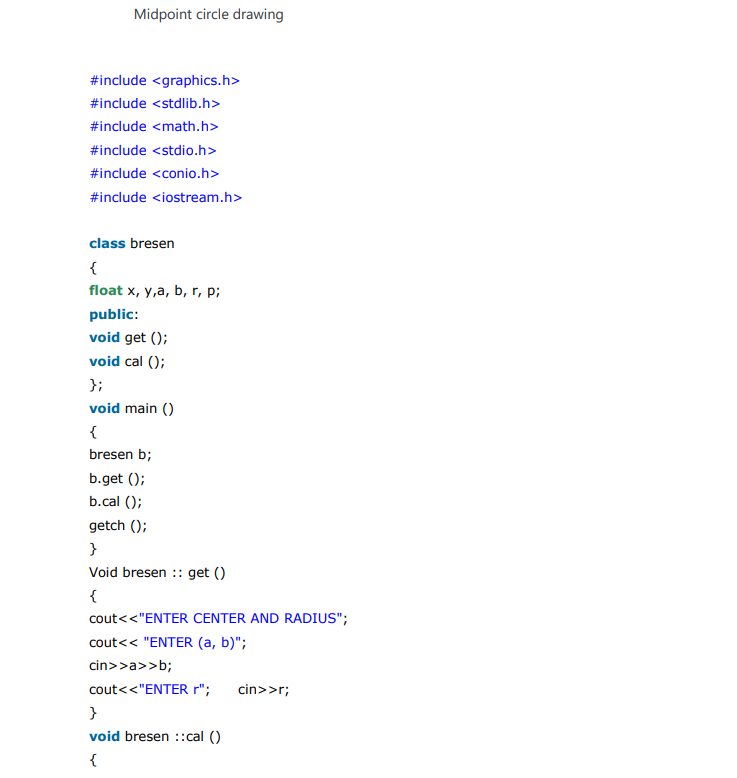 Midpoint circle drawing
#include <graphics.h>
#include <stdlib.h>
#include <math.h>
#include <stdio.h>
#include <conio.h>
#include <iostream.h>
class bresen
{
float x, y,a, b, r, p;
public:
void get ();
void cal ();
};
void main ()
{
bresen b;
b.get ();
b.cal ();
getch ();
}
Void bresen :: get ()
{
cout<<"ENTER CENTER AND RADIUS";
cout<< "ENTER (a, b)";
cin>>a>>b;
cout<<"ENTER r"; cin>>r;
}
void bresen ::cal ()
{